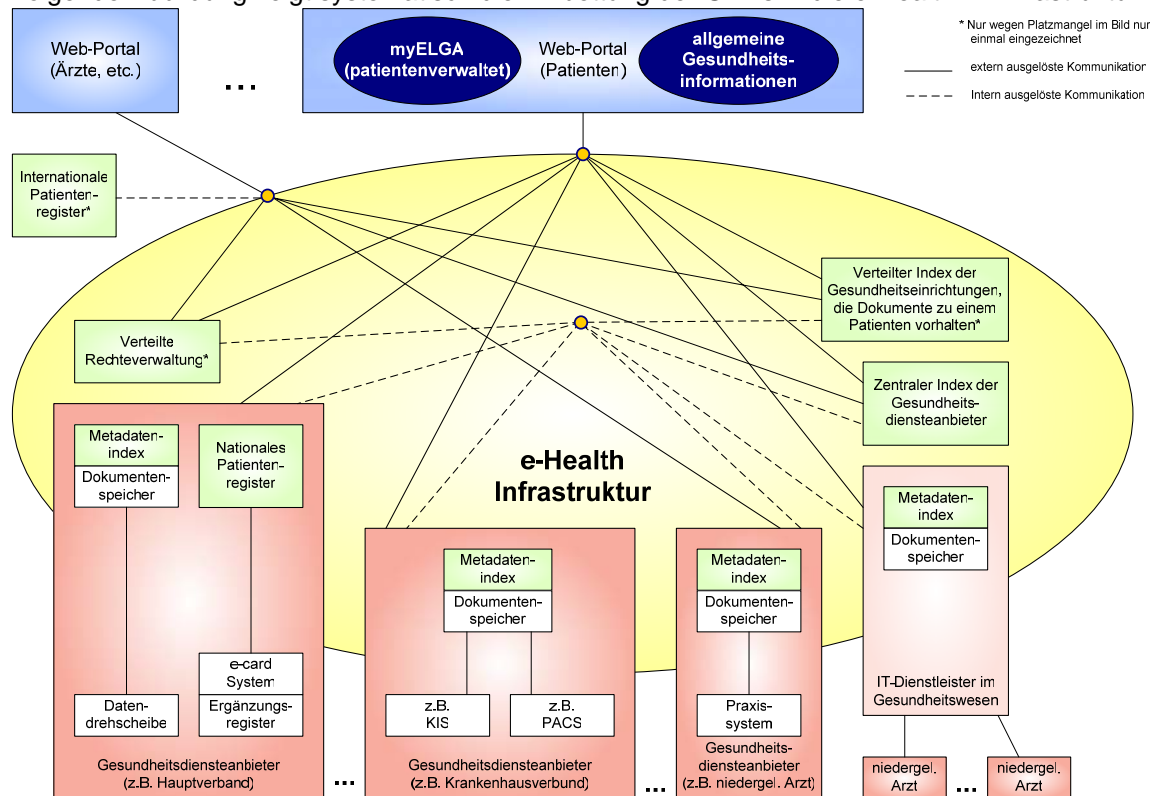 Web-Portal
(Ärzte, etc.)
...
myELGA
(patientenverwaltet)
Web-Portal
(Patienten)
allgemeine
Gesundheits-
informationen
* Nur wegen Platzmangel im Bild nur
einmal eingezeichnet
extern ausgelöste Kommunikation
Intern ausgelöste Kommunikation
Internationale
Patienten-
register*
Verteilter Index der
Gesundheitseinrichtungen,
die Dokumente zu einem
Patienten vorhalten*
Verteilte
Rechteverwaltung*
Zentraler Index der
Gesundheits-
diensteanbieter
e-Health
Infrastruktur
Metadaten-
index
Dokumenten-
speicher
Nationales
Patienten-
register
e-card
System
Daten-
drehscheibe
Ergänzungs-
register
Gesundheitsdiensteanbieter
(z.B. Hauptverband)
...
Metadaten-
index
Dokumenten-
speicher
z.B.
KIS
z.B.
PACS
Gesundheitsdiensteanbieter
(z.B. Krankenhausverbund)
...
Metadaten-
index
Dokumenten-
speicher
Praxis-
system
Gesundheits-
diensteanbieter
(z.B. niedergel. Arzt)
Metadaten-
index
Dokumenten-
speicher
IT-Dienstleister im
Gesundheitswesen
niedergel.
Arzt
...
niedergel.
Arzt